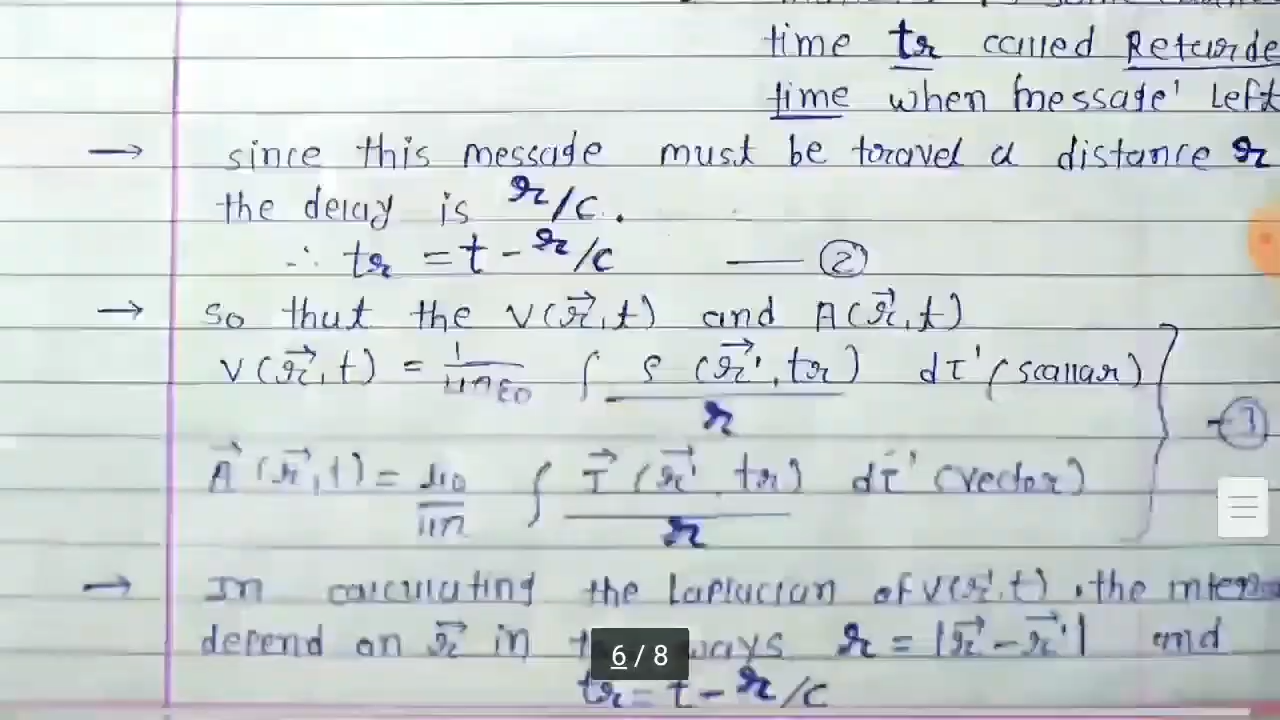 time tr called Retarde
time when message' left
→ since this message must be travel a distance r
the delay is r/c.
∴ tr = t - r/c —— ②
→ so that the V(r⃗,t) and A(r⃗,t)
V(r⃗,t) = 1/4πε0 ∫ ρ(r⃗',tr)/r dτ' (scallar)
A⃗(r⃗,t) = μ0/4π ∫ J⃗(r⃗' tr)/r dτ' (vector)
→ In calculating the Laplacian of V(r⃗,t), the
depend on r⃗ in ways r = |r⃗-r⃗'| and
tr = t - r/c
6 / 8